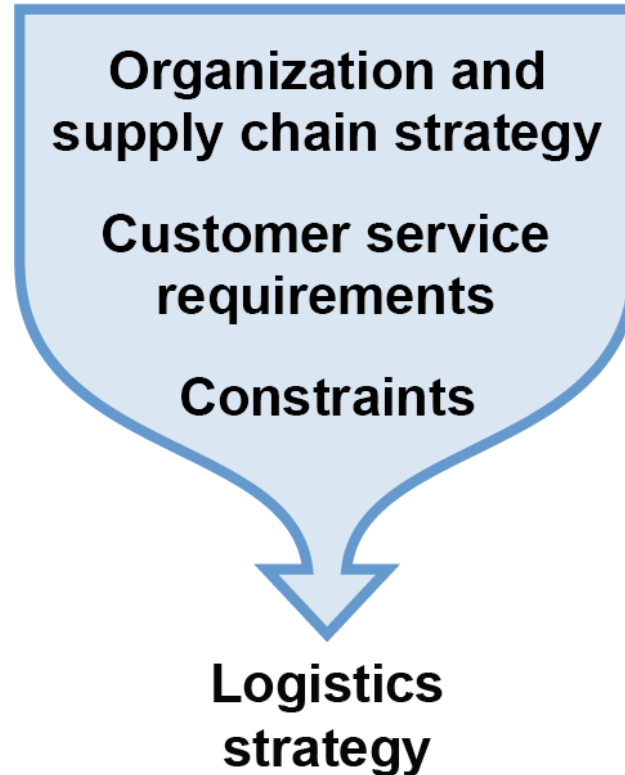 Organization and
supply chain strategy
Customer service
requirements
Constraints
Logistics
strategy